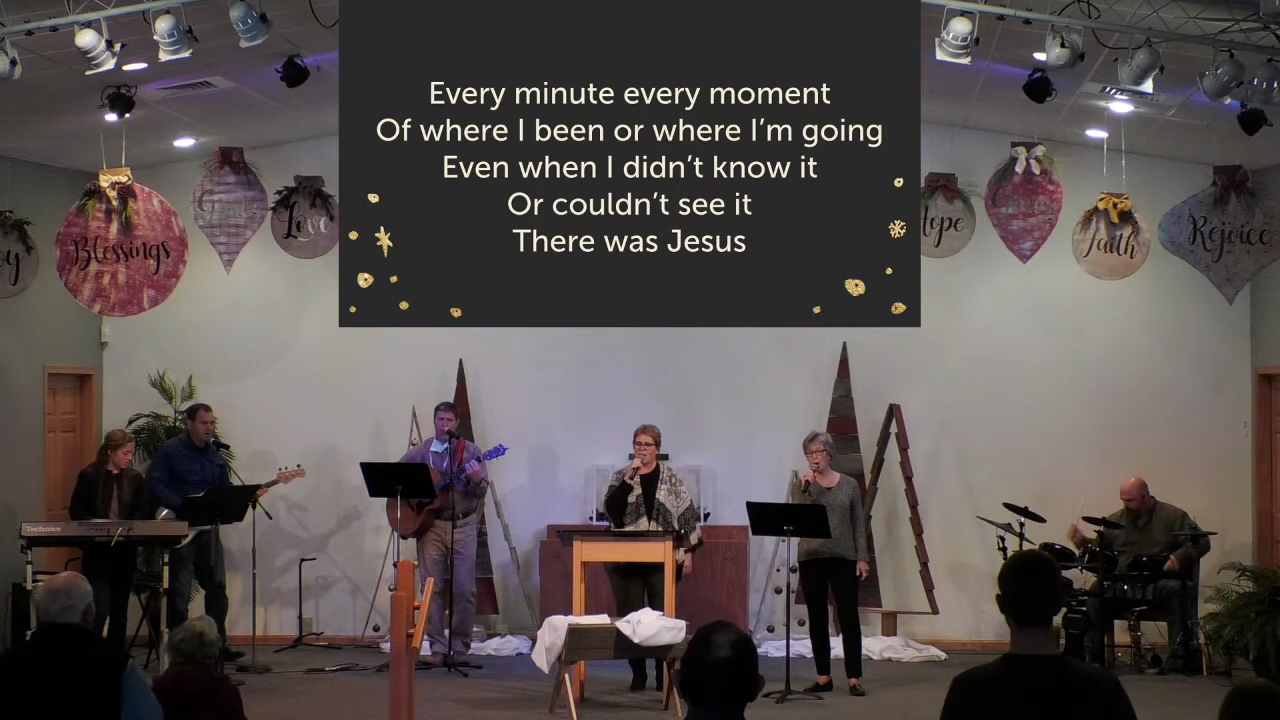 Every minute every moment
Of where I been or where I'm going
Even when I didn't know it
Or couldn't see it
There was Jesus
Blessings
Love
Hope
Faith
Rejoice
Technics